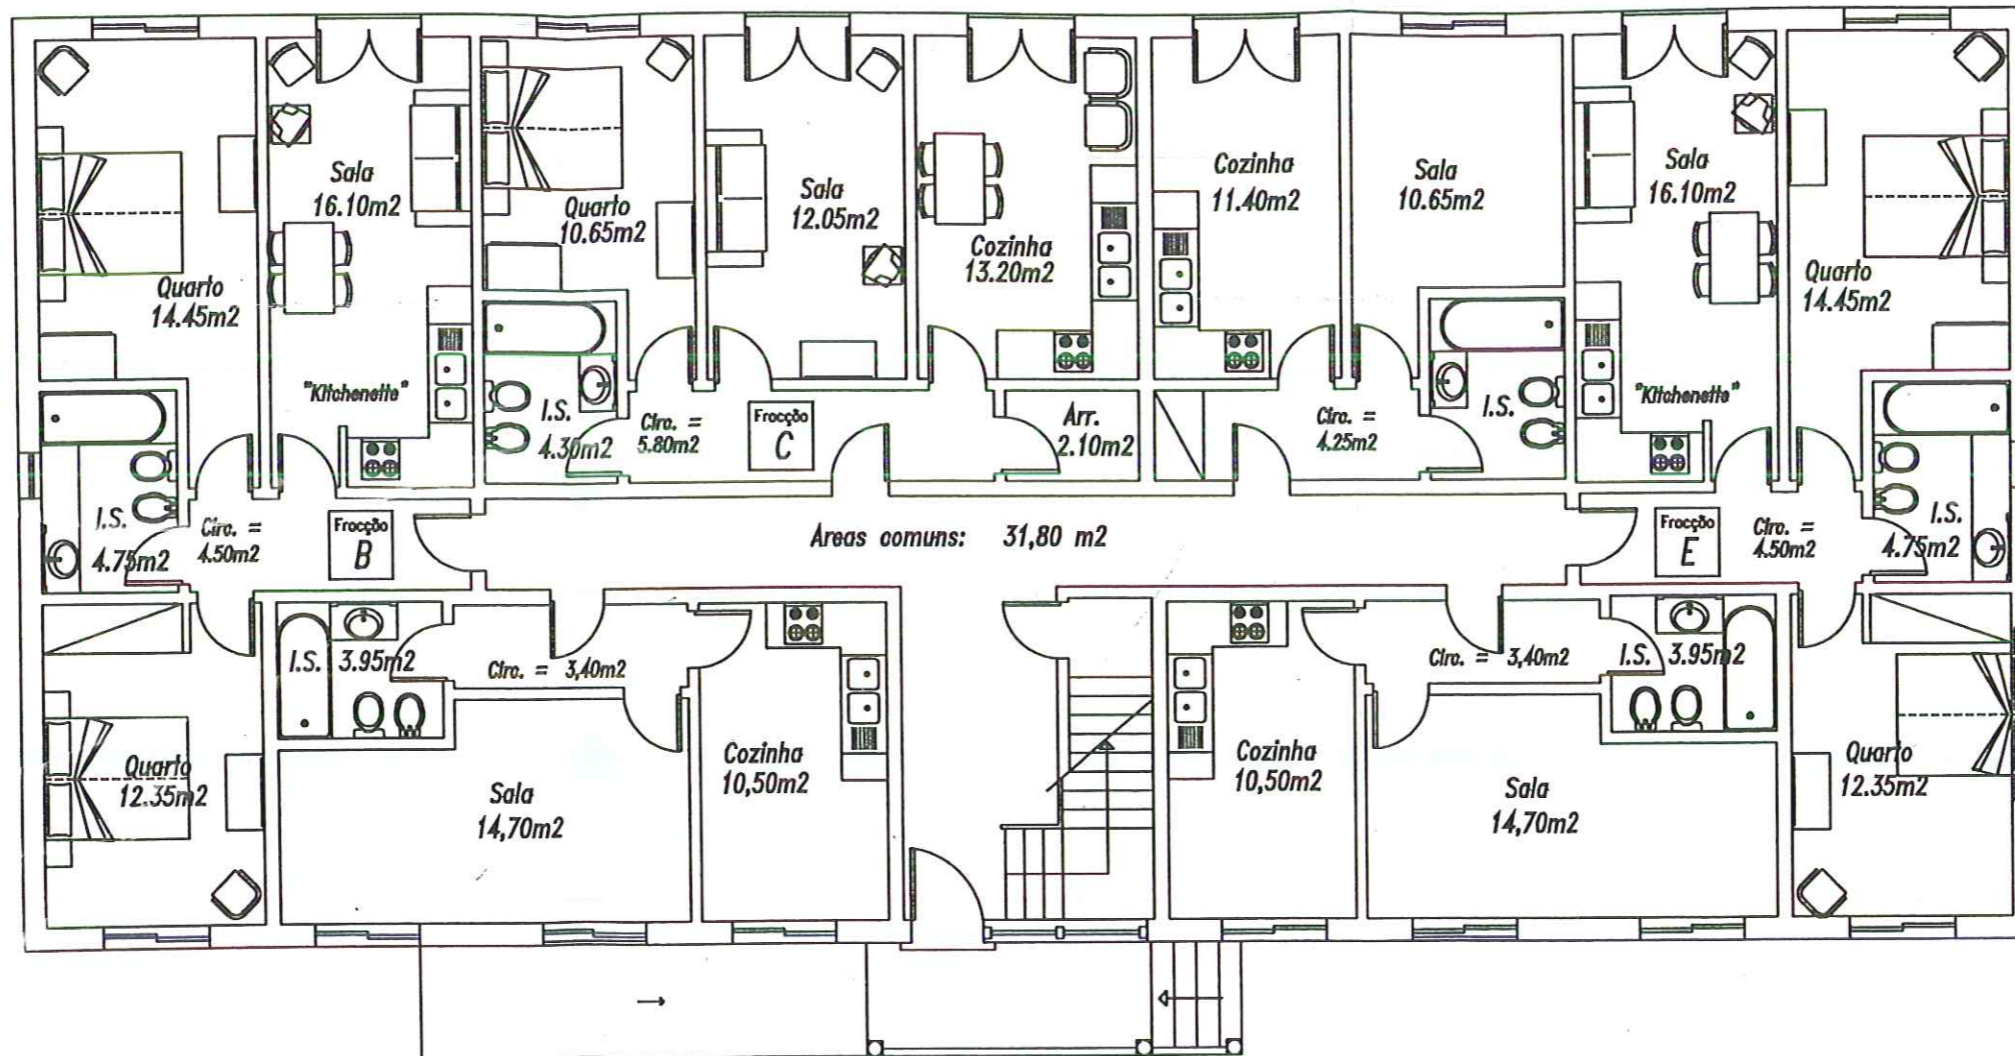 Sala
16.10m2
Quarto
10.65m2
Sala
12.05m2
Cozinha
13.20m2
Cozinha
11.40m2
Sala
10.65m2
Sala
16.10m2
Quarto
14.45m2
Quarto
14.45m2
"Kitchenette"
"Kitchenette"
I.S.
4.30m2
Circ. =
5.80m2
Fracção
C
Arr.
2.10m2
Circ. =
4.25m2
I.S.
I.S.
4.75m2
Circ. =
4.50m2
Fracção
B
Areas comuns: 31,80 m2
Fracção
E
Circ. =
4.50m2
I.S.
4.75m2
I.S. 3.95m2
Circ. = 3,40m2
Circ. = 3,40m2
I.S. 3.95m2
Quarto
12.35m2
Sala
14,70m2
Cozinha
10,50m2
Cozinha
10,50m2
Sala
14,70m2
Quarto
12.35m2